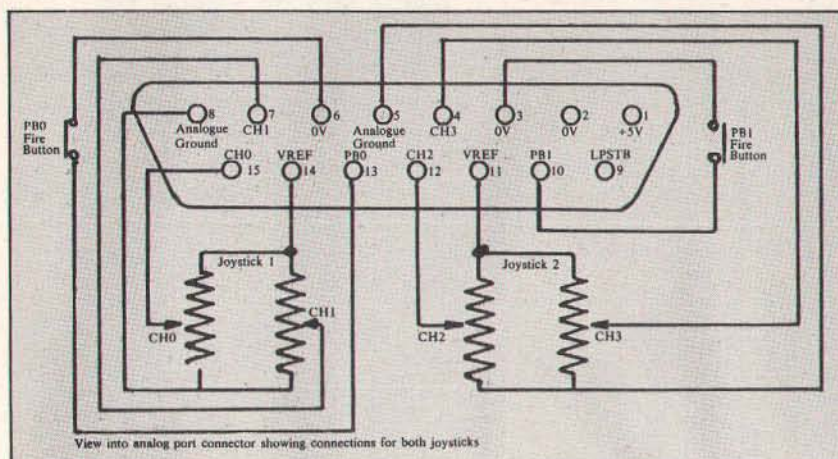 8 7 6 5 4 3 2 1
Analogue Ground CH1 0V Analogue Ground CH3 0V 0V +5V
PB0 Fire Button
PB1 Fire Button
CH0 VREF PB0 CH2 VREF PB1 LPSTB
15 14 13 12 11 10 9
Joystick 1
Joystick 2
CH0
CH1
CH2
CH3
View into analog port connector showing connections for both joysticks